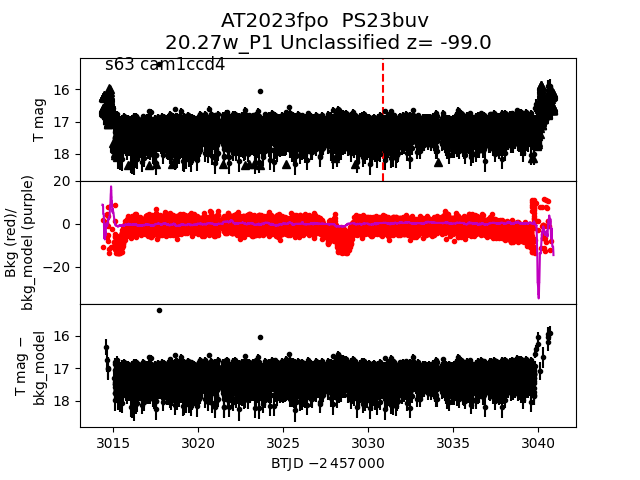 AT2023fpo  PS23buv
20.27w_P1 Unclassified z= -99.0
s63 cam1ccd4
16
17
18
T mag
20
0
−20
Bkg (red)/
bkg_model (purple)
16
17
18
T mag −
bkg_model
3015 3020 3025 3030 3035 3040
BTJD −2 457 000